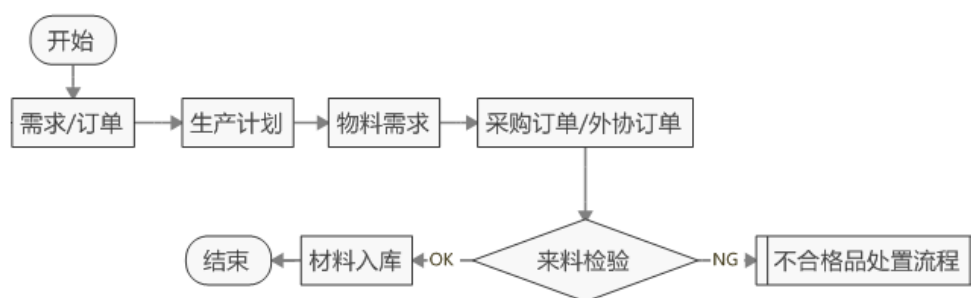 开始
需求/订单
生产计划
物料需求
采购订单/外协订单
结束
材料入库
OK
来料检验
NG
不合格品处置流程